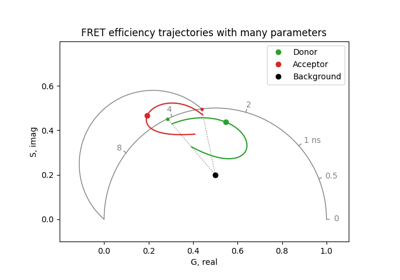 FRET efficiency trajectories with many parameters
Donor
Acceptor
Background
0.6
0.4
0.2
0.0
S, imag
8
4
2
1 ns
0.5
0
0.0 0.2 0.4 0.6 0.8 1.0
G, real